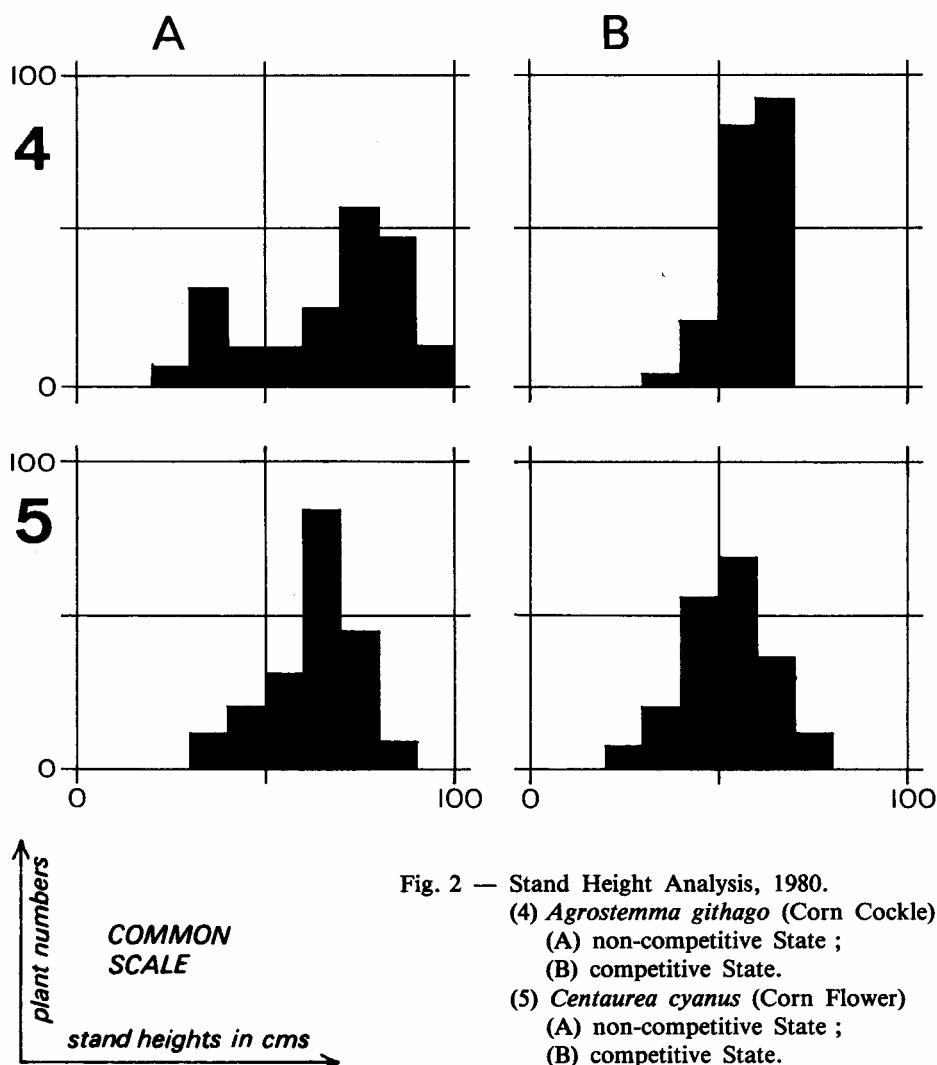 A B
100
4
0
100
5
0
0 100 0 100
plant numbers
COMMON
SCALE
stand heights in cms
Fig. 2 — Stand Height Analysis, 1980.
(4) Agrostemma githago (Corn Cockle)
(A) non-competitive State ;
(B) competitive State.
(5) Centaurea cyanus (Corn Flower)
(A) non-competitive State ;
(B) competitive State.